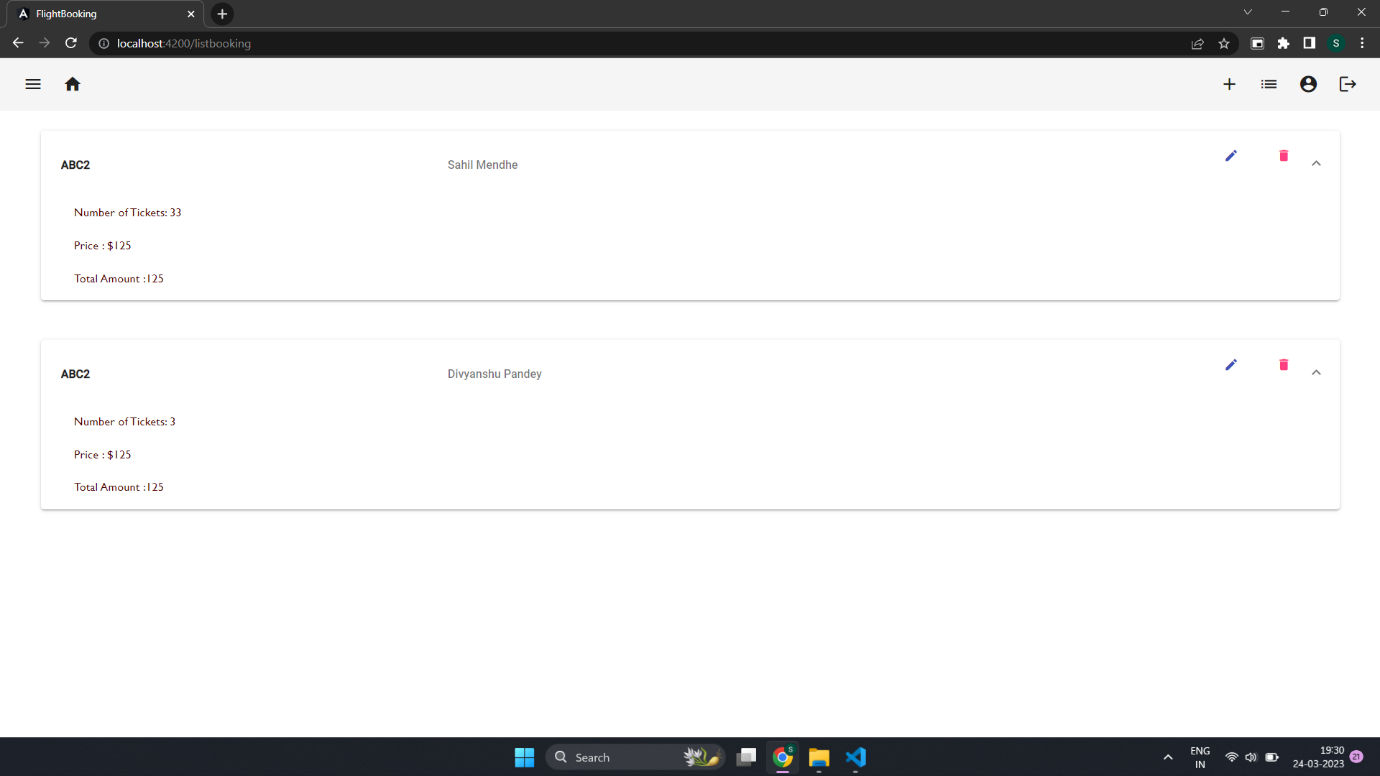 FlightBooking
localhost:4200/listbooking
S
ABC2
Sahil Mendhe
Number of Tickets: 33
Price : $125
Total Amount :125
ABC2
Divyanshu Pandey
Number of Tickets: 3
Price : $125
Total Amount :125
Search
S
ENG
IN
19:30
24-03-2023
21